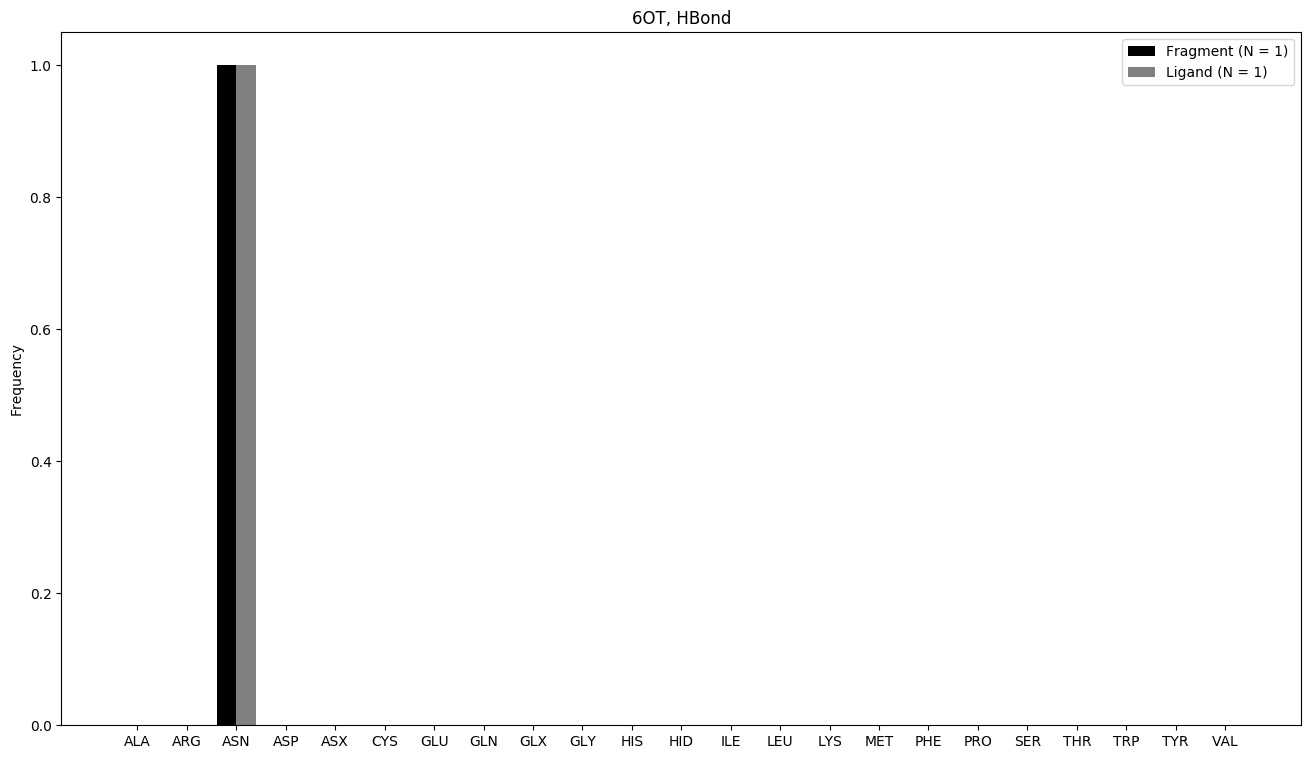 6OT, HBond
Fragment (N = 1)
Ligand (N = 1)
Frequency
1.0
0.8
0.6
0.4
0.2
0.0
ALA ARG ASN ASP ASX CYS GLU GLN GLX GLY HIS HID ILE LEU LYS MET PHE PRO SER THR TRP TYR VAL